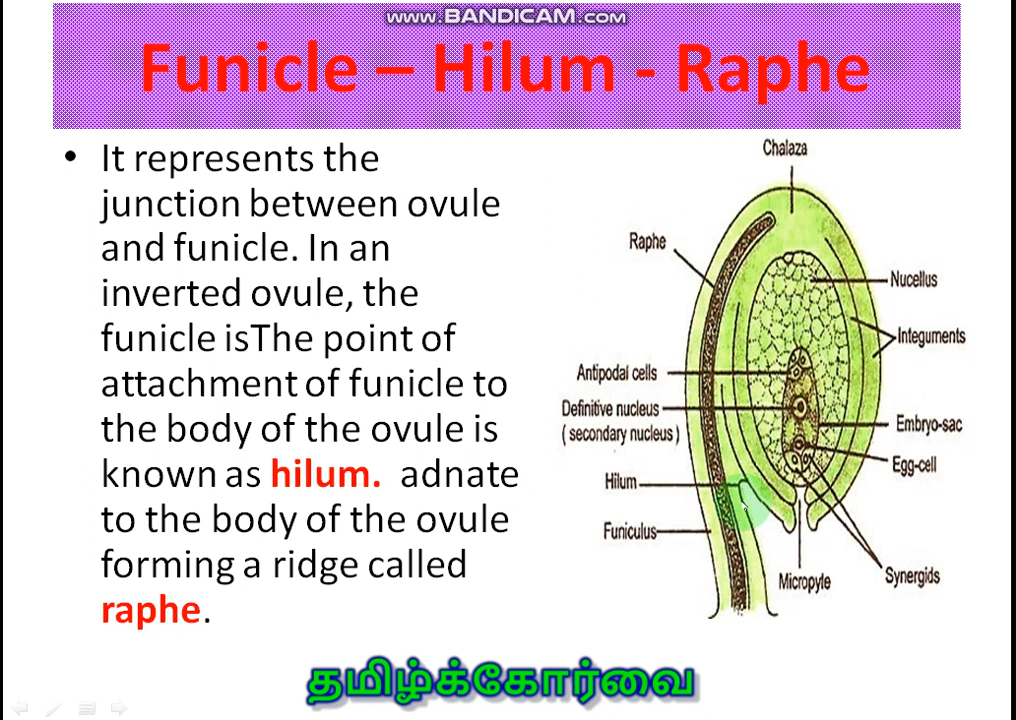 www.BANDICAM.com
Funicle – Hilum - Raphe
• It represents the
junction between ovule
and funicle. In an
inverted ovule, the
funicle isThe point of
attachment of funicle to
the body of the ovule is
known as hilum. adnate
to the body of the ovule
forming a ridge called
raphe.
Chalaza
Raphe
Nucellus
Integuments
Antipodal cells
Definitive nucleus
( secondary nucleus )
Embryo-sac
Egg-cell
Hilum
Funiculus
Micropyle
Synergids
தமிழ்க்கோர்வை